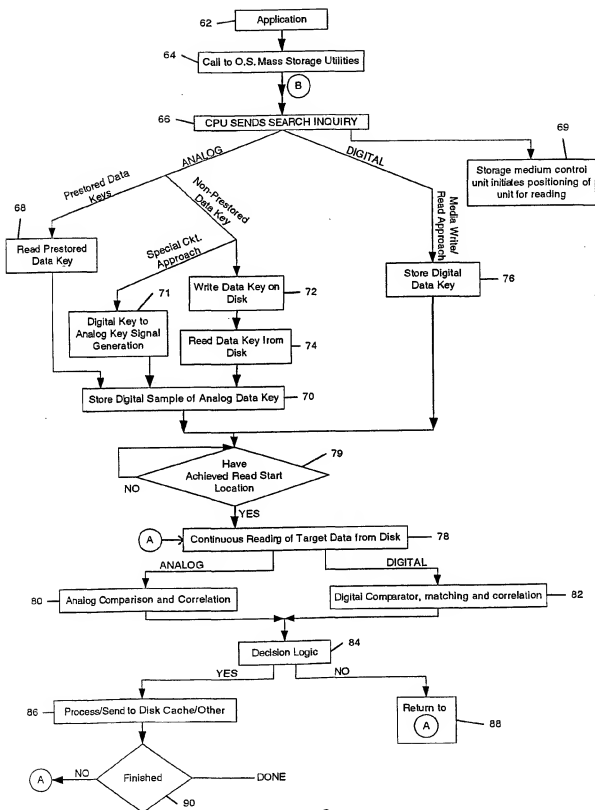 62
Application
64
Call to O.S. Mass Storage Utilities
B
66
CPU SENDS SEARCH INQUIRY
69
Storage medium control
unit initiates positioning of
unit for reading
ANALOG
DIGITAL
Prestored Data
Keys
Non-Prestored
Data Key
Media Write/
Read Approach
68
Read Prestored
Data Key
Special Ckt.
Approach
71
Digital Key to
Analog Key Signal
Generation
Write Data Key on
Disk
72
Read Data Key from
Disk
74
Store Digital
Data Key
76
Store Digital Sample of Analog Data Key
70
Have
Achieved Read Start
Location
79
NO
YES
A
Continuous Reading of Target Data from Disk
78
ANALOG
DIGITAL
80
Analog Comparison and Correlation
Digital Comparator, matching and correlation
82
Decision Logic
84
YES
NO
86
Process/Send to Disk Cache/Other
Return to
A
88
A
NO
Finished
DONE
90